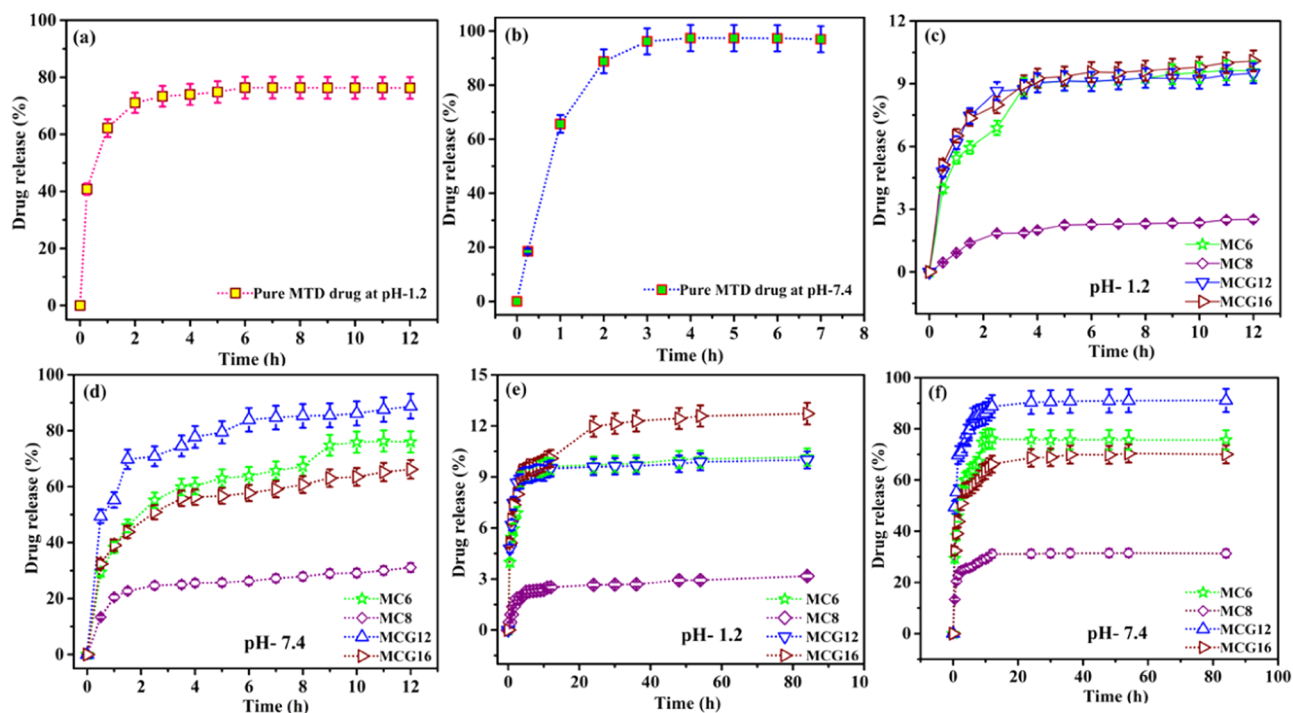 (a)
Drug release (%)
100
80
60
40
20
0
Pure MTD drug at pH-1.2
0 2 4 6 8 10 12
Time (h)
(b)
Drug release (%)
100
80
60
40
20
0
Pure MTD drug at pH-7.4
0 1 2 3 4 5 6 7 8
Time (h)
(c)
Drug release (%)
12
9
6
3
0
MC6
MC8
MCG12
MCG16
pH- 1.2
0 2 4 6 8 10 12
Time (h)
(d)
Drug release (%)
100
80
60
40
20
0
MC6
MC8
MCG12
MCG16
pH- 7.4
0 2 4 6 8 10 12
Time (h)
(e)
Drug release (%)
15
12
9
6
3
0
MC6
MC8
MCG12
MCG16
pH- 1.2
0 20 40 60 80
Time (h)
(f)
Drug release (%)
100
80
60
40
20
0
MC6
MC8
MCG12
MCG16
pH- 7.4
0 20 40 60 80 100
Time (h)